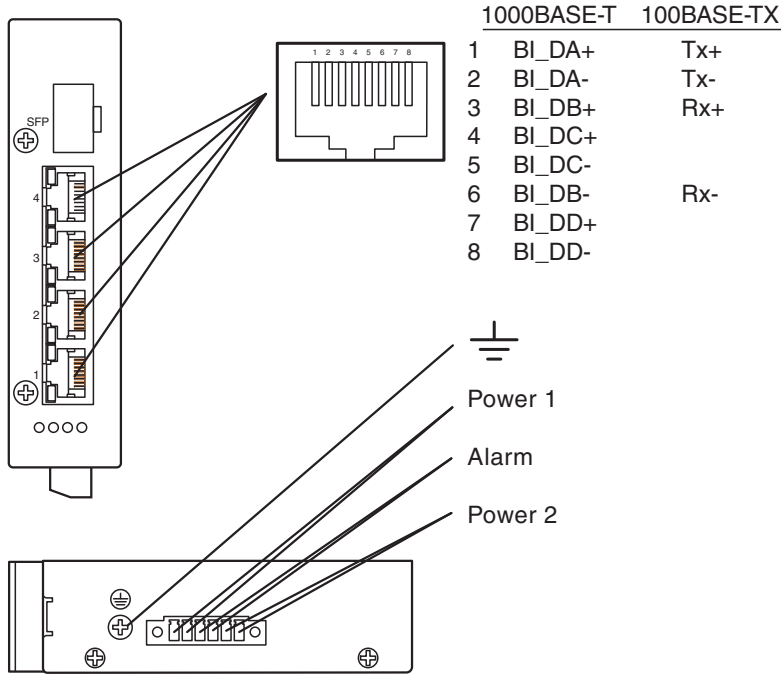 1000BASE-T 100BASE-TX
1 2 3 4 5 6 7 8
1 BI_DA+ Tx+
2 BI_DA- Tx-
3 BI_DB+ Rx+
4 BI_DC+
5 BI_DC-
6 BI_DB- Rx-
7 BI_DD+
8 BI_DD-
SFP
4
3
2
1
Power 1
Alarm
Power 2